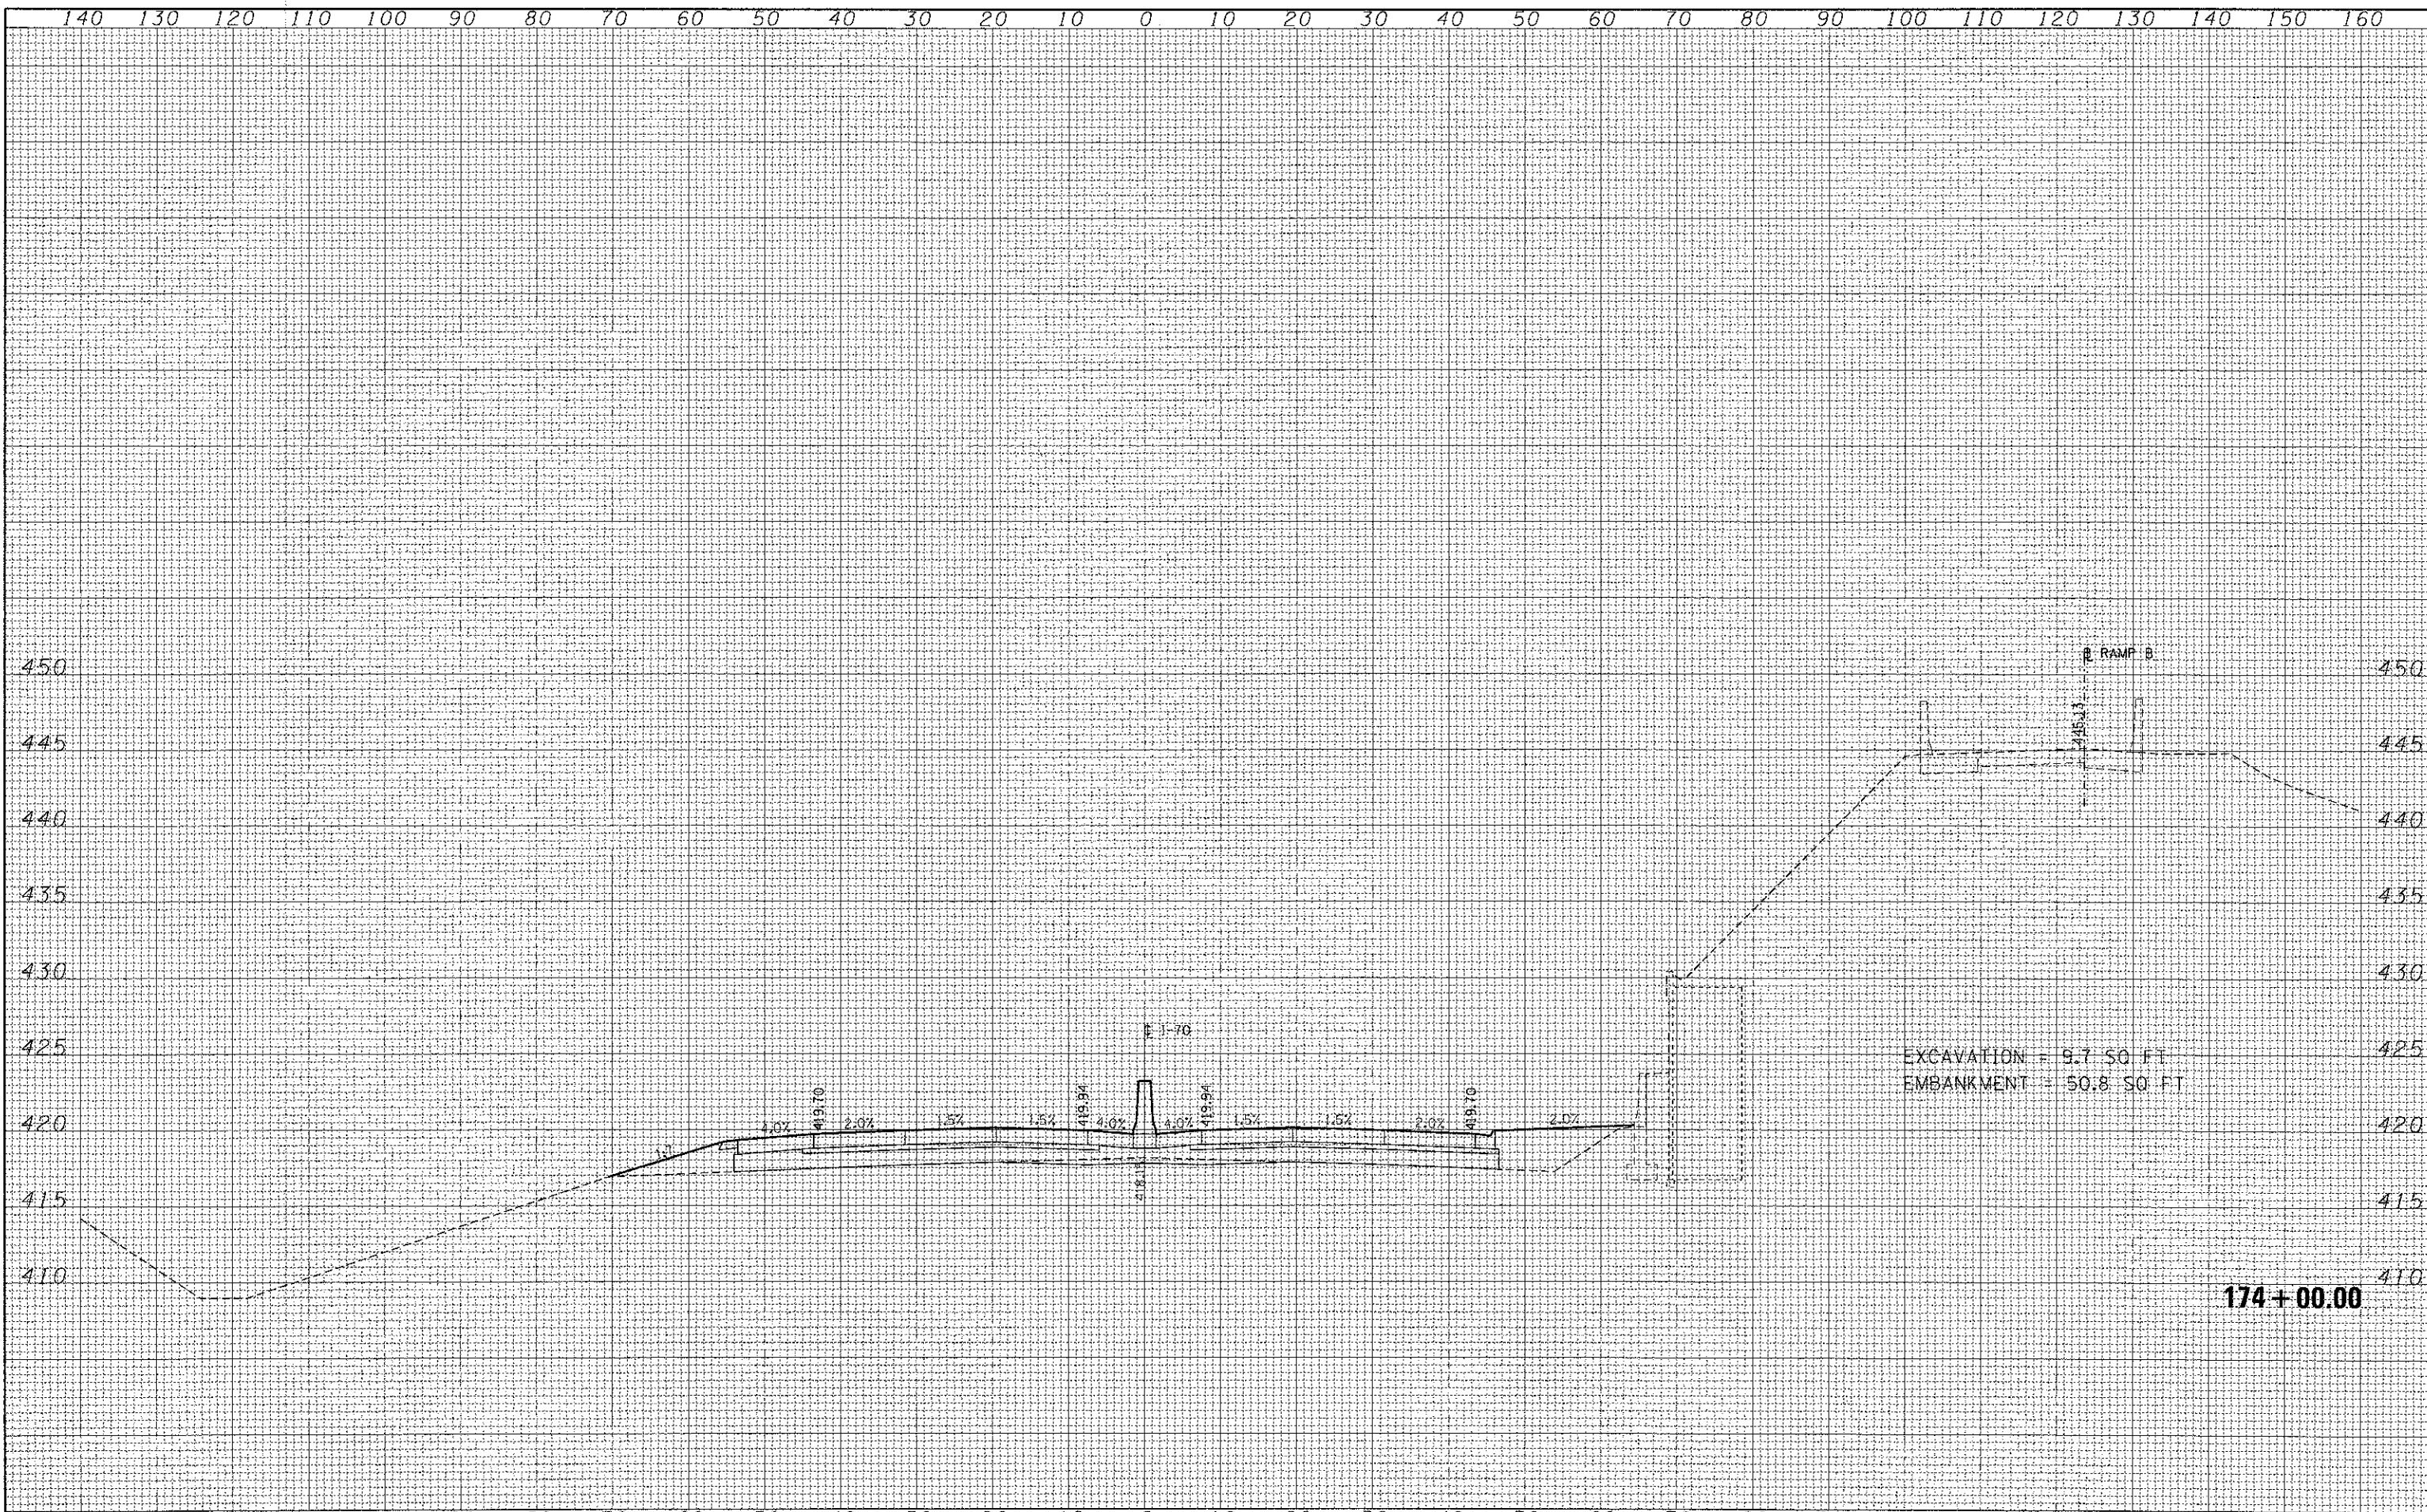 140 130 120 110 100 90 80 70 60 50 40 30 20 10 0 10 20 30 40 50 60 70 80 90 100 110 120 130 140 150 160
450 ℄ RAMP B 450
445 445
440 440
435 435
430 430
℄ I-70
425 EXCAVATION = 9.7 SQ FT 425
EMBANKMENT = 50.8 SQ FT
419.70 419.94 419.94 419.70
420 4.0% 2.0% 1.5% 1.5% 4.0% 4.0% 1.5% 1.5% 2.0% 2.0% 420
415 415
410 410
174+00.00